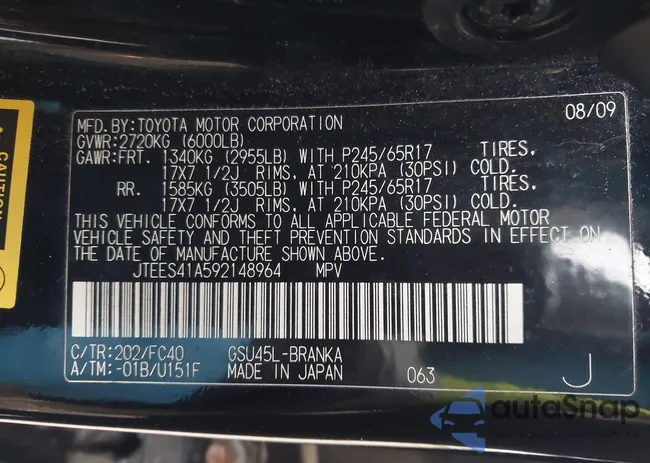 08/09
MFD.BY:TOYOTA MOTOR CORPORATION
GVWR:2720KG (6000LB)
GAWR:FRT. 1340KG (2955LB) WITH P245/65R17 TIRES.
17X7 1/2J RIMS, AT 210KPA (30PSI) COLD.
RR. 1585KG (3505LB) WITH P245/65R17 TIRES.
17X7 1/2J RIMS, AT 210KPA (30PSI) COLD.
THIS VEHICLE CONFORMS TO ALL APPLICABLE FEDERAL MOTOR
VEHICLE SAFETY AND THEFT PREVENTION STANDARDS IN EFFECT ON
THE DATE OF MANUFACTURE SHOWN ABOVE.
JTEES41A592148964 MPV
C/TR:202/FC40 GSU45L-BRANKA
A/TM:-01B/U151F MADE IN JAPAN 063 J
CAUTION
autoSnap